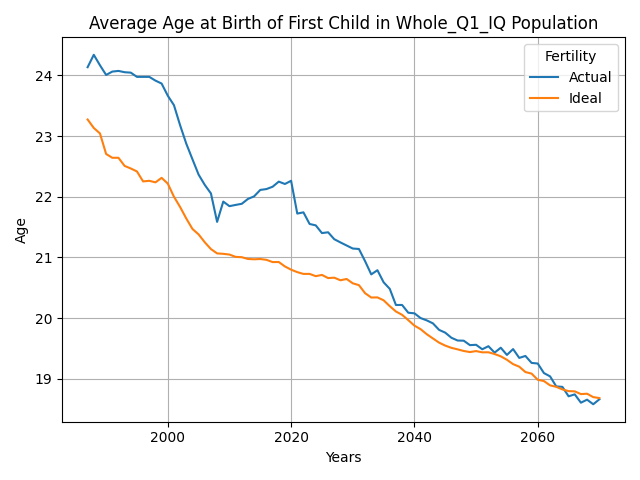 Average Age at Birth of First Child in Whole_Q1_IQ Population
Fertility
Actual
Ideal
24
23
22
21
20
19
Age
2000
2020
2040
2060
Years